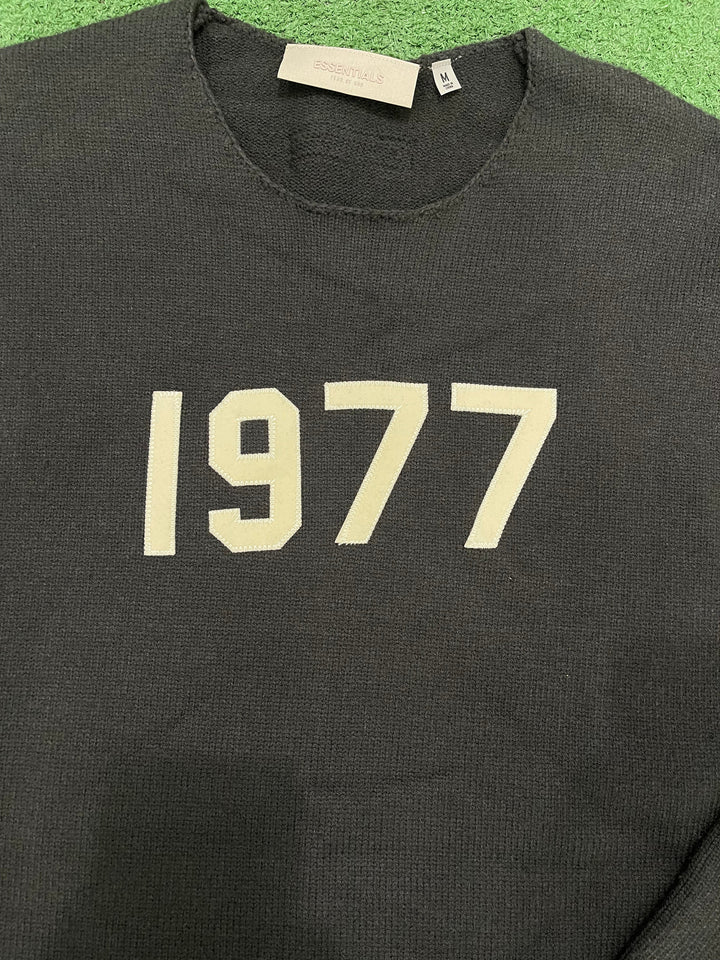 ESSENTIALS
FEAR OF GOD
M
1977